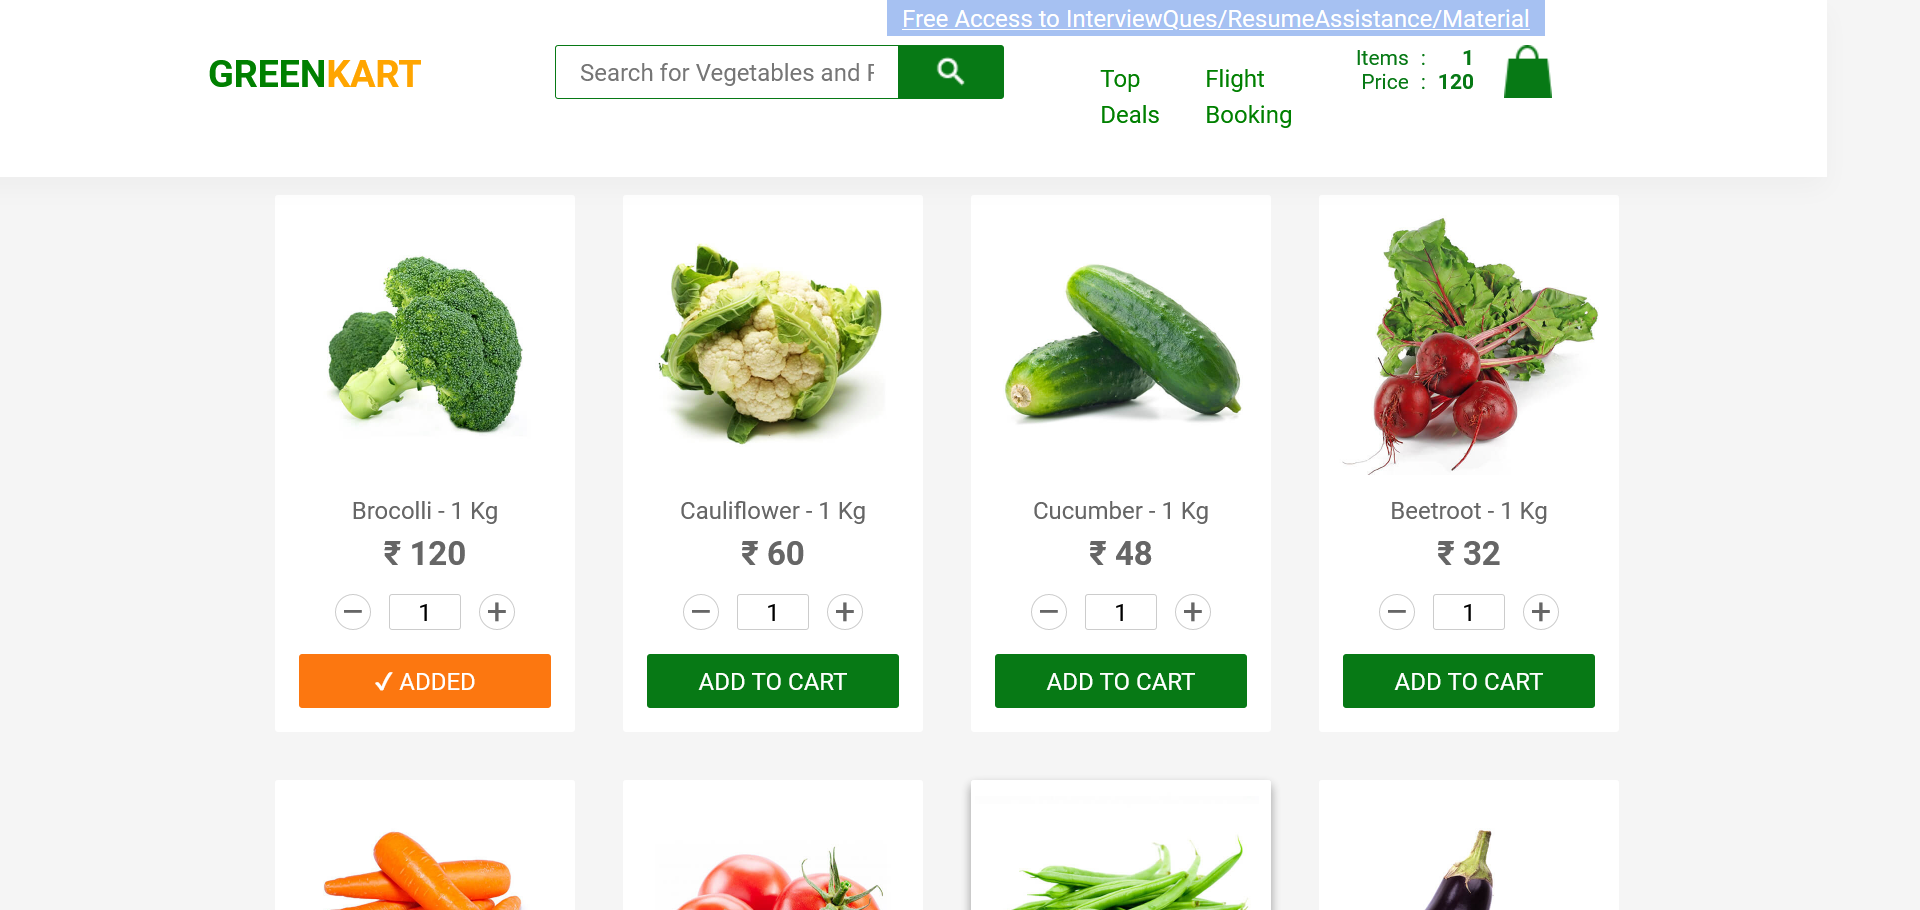 Free Access to InterviewQues/ResumeAssistance/Material
GREENKART
Search for Vegetables and F
Top
Deals
Flight
Booking
Items : 1
Price : 120
Brocolli - 1 Kg
₹ 120
1
✓ ADDED
Cauliflower - 1 Kg
₹ 60
1
ADD TO CART
Cucumber - 1 Kg
₹ 48
1
ADD TO CART
Beetroot - 1 Kg
₹ 32
1
ADD TO CART